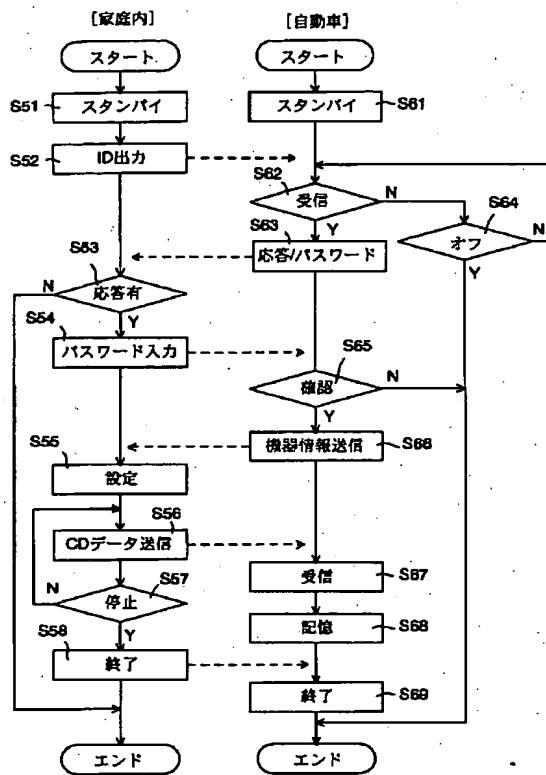 [家庭内]
スタート
S51
スタンバイ
S52
ID出力
S53
応答有
N
Y
S54
パスワード入力
S55
設定
S56
CDデータ送信
S57
停止
N
Y
S58
終了
エンド
[自動車]
スタート
S61
スタンバイ
S62
受信
N
Y
S63
応答/パスワード
S64
オフ
N
Y
S65
確認
N
Y
機器情報送信
S66
受信
S67
記憶
S68
終了
S69
エンド